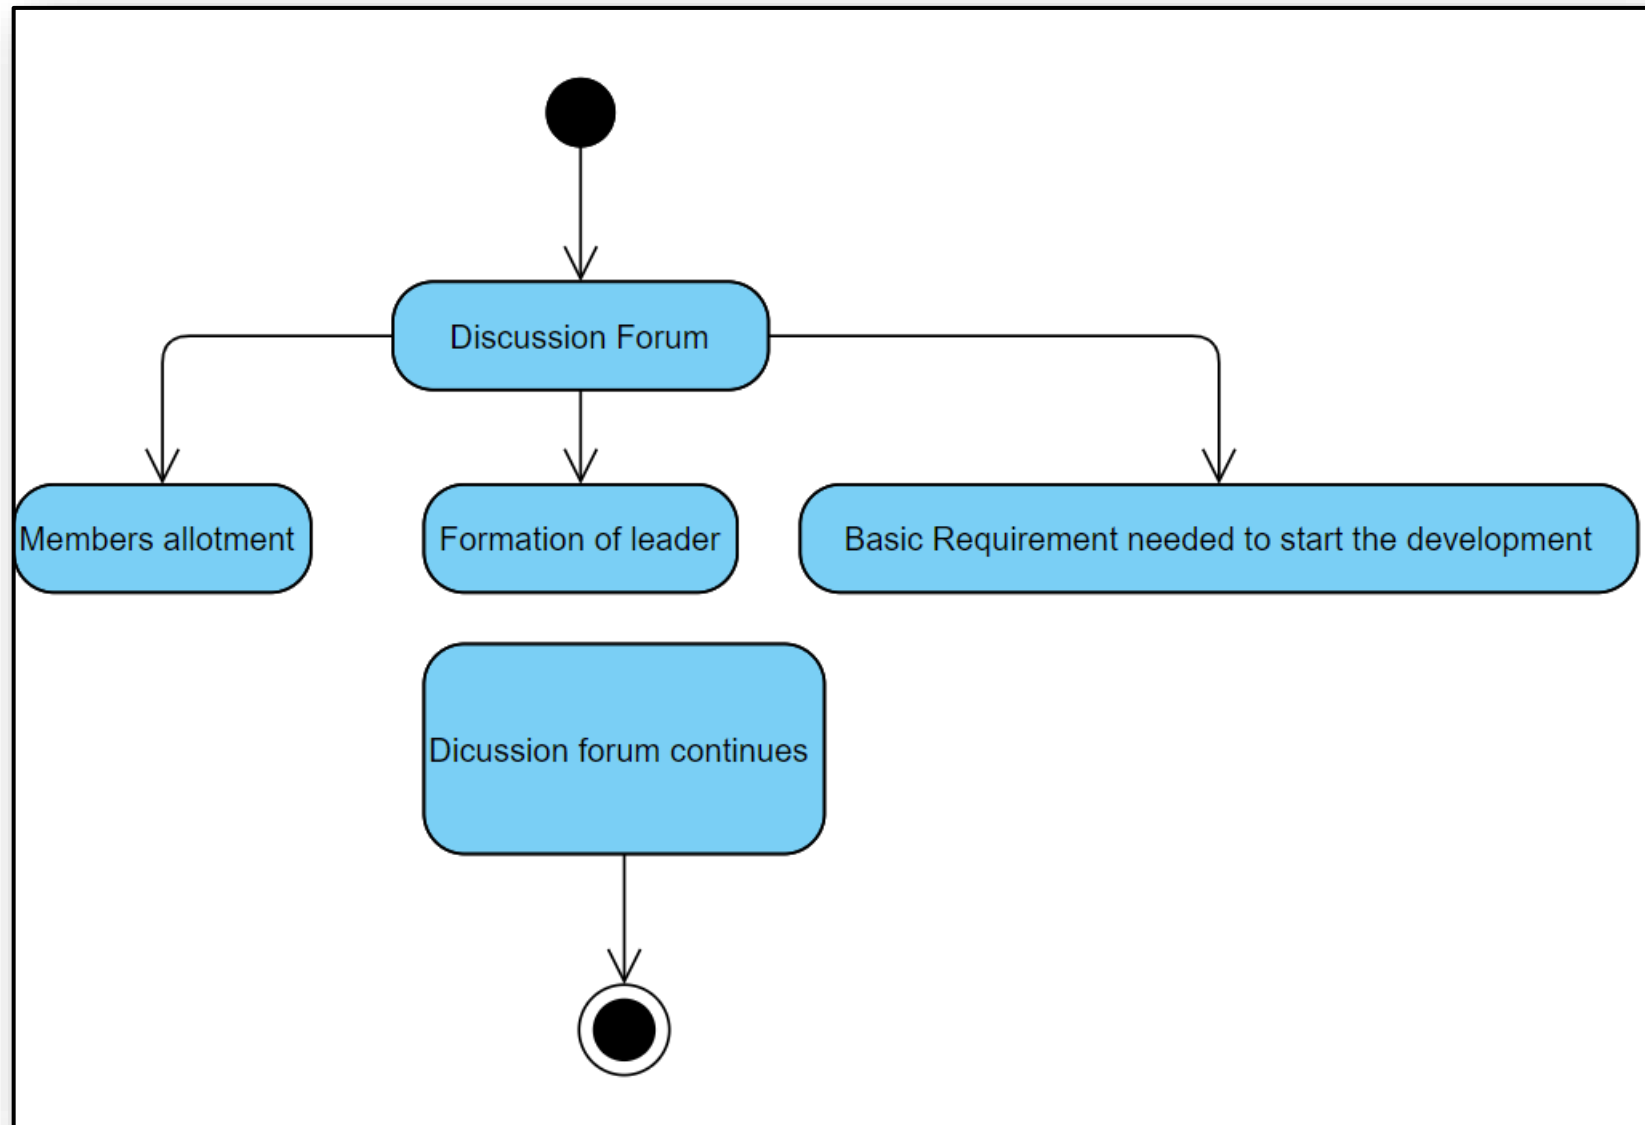 Discussion Forum
Members allotment
Formation of leader
Basic Requirement needed to start the development
Dicussion forum continues